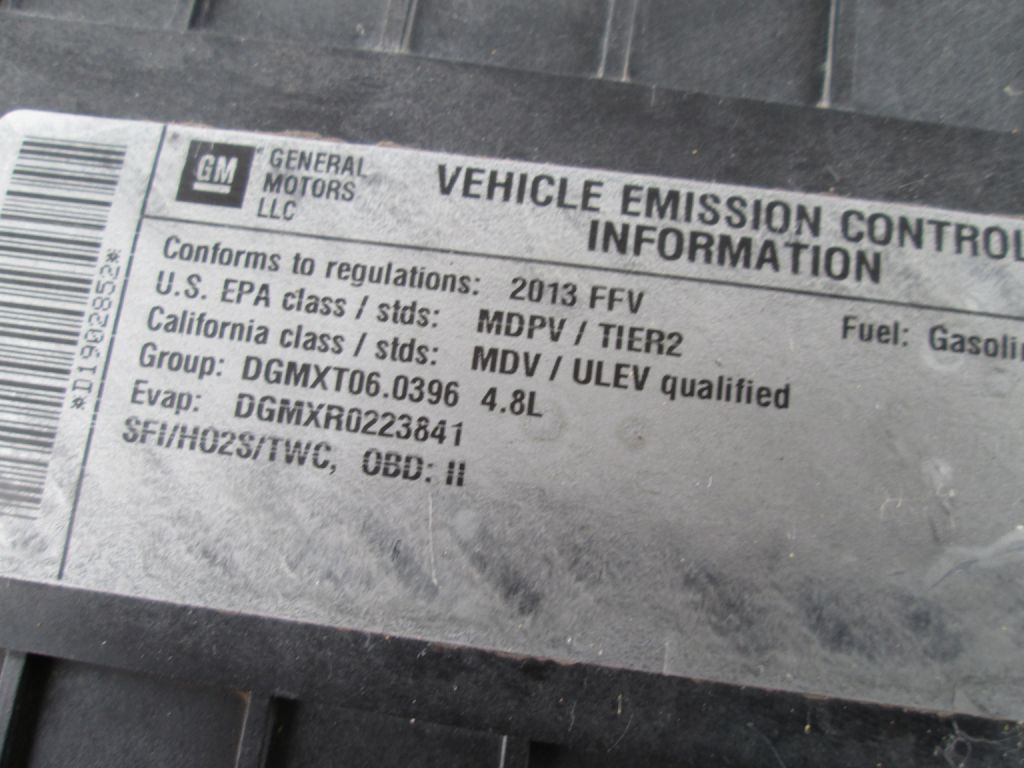 GM GENERAL MOTORS LLC
VEHICLE EMISSION CONTROL
INFORMATION
Conforms to regulations: 2013 FFV
Fuel: Gasolin
U.S. EPA class / stds: MDPV / TIER2
California class / stds: MDV / ULEV qualified
Group: DGMXT06.0396 4.8L
Evap: DGMXR0223841
SFI/HO2S/TWC, OBD: II
*D1902852*